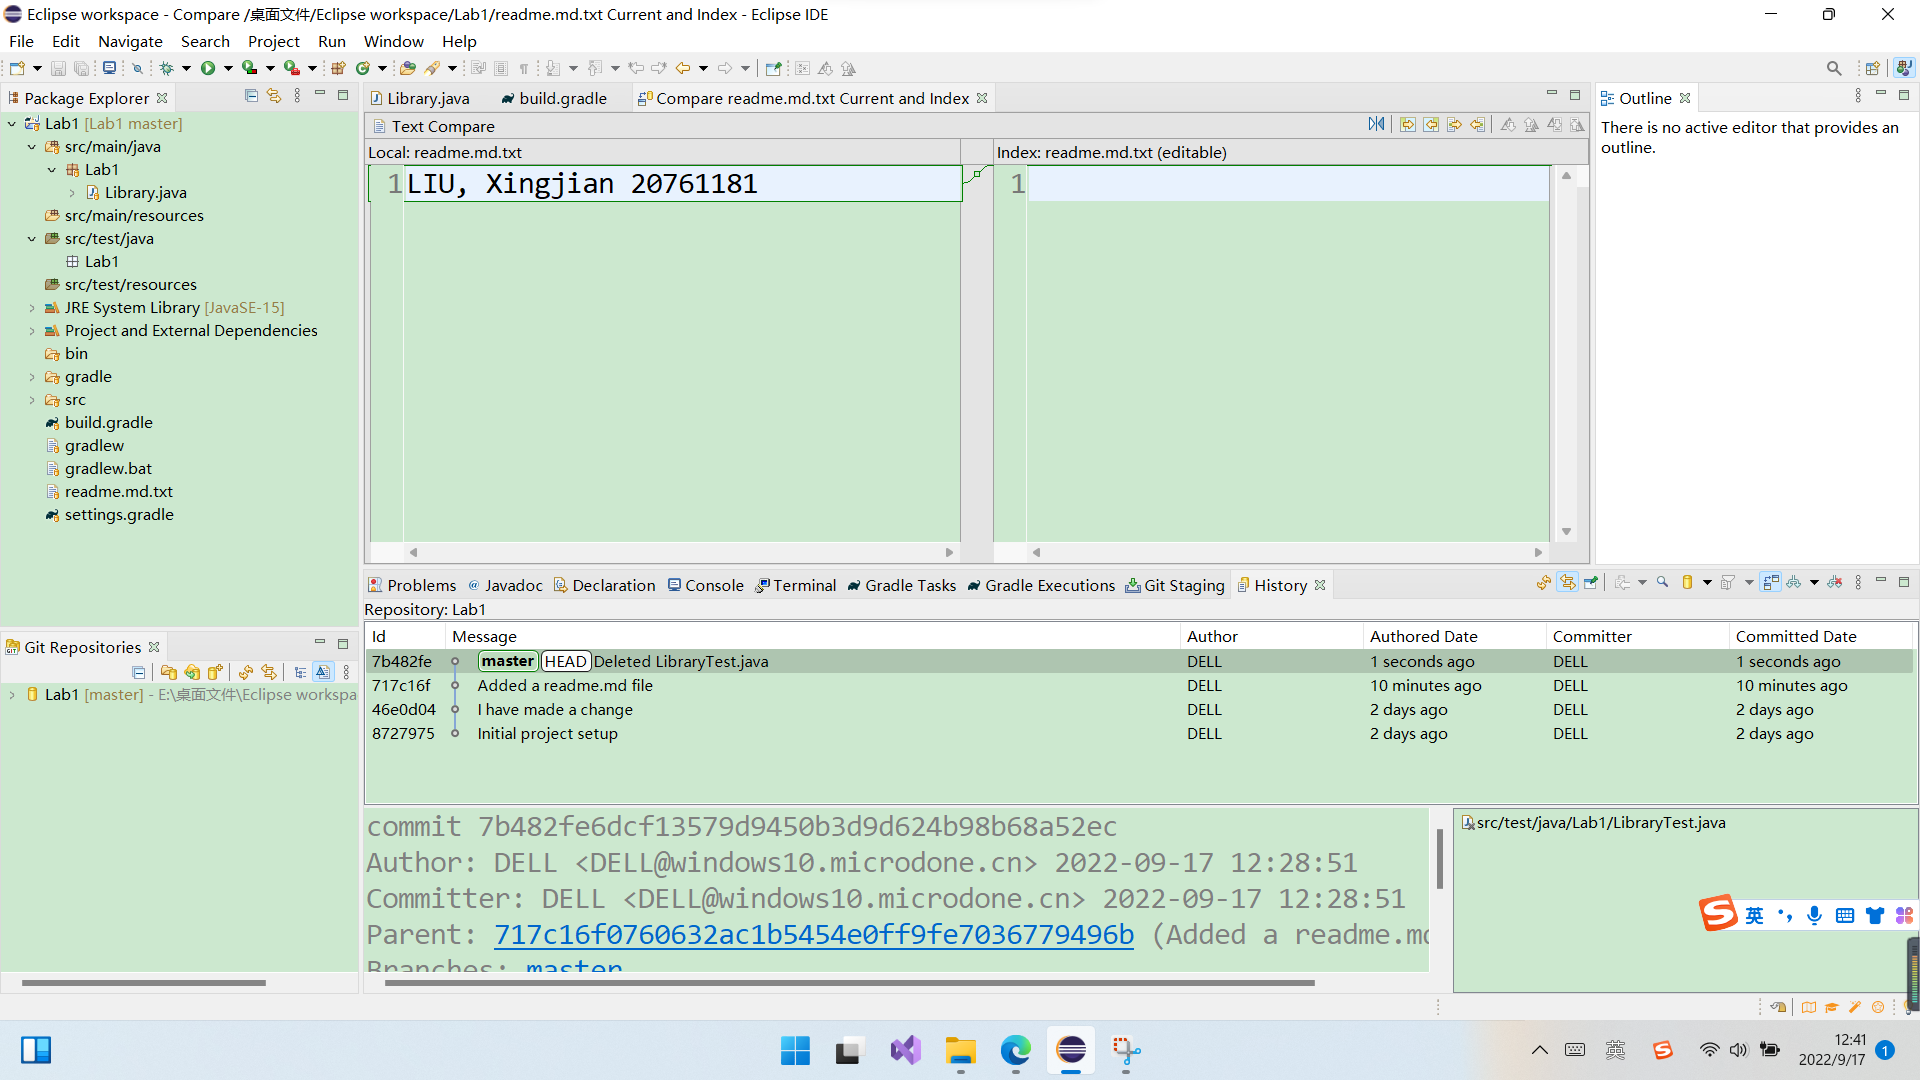 Eclipse workspace - Compare /桌面文件/Eclipse workspace/Lab1/readme.md.txt Current and Index - Eclipse IDE
File Edit Navigate Search Project Run Window Help
Package Explorer
Lab1 [Lab1 master]
src/main/java
Lab1
Library.java
src/main/resources
src/test/java
Lab1
src/test/resources
JRE System Library [JavaSE-15]
Project and External Dependencies
bin
gradle
src
build.gradle
gradlew
gradlew.bat
readme.md.txt
settings.gradle
Git Repositories
Lab1 [master] - E:\桌面文件\Eclipse workspa
Library.java build.gradle Compare readme.md.txt Current and Index
Text Compare
Local: readme.md.txt Index: readme.md.txt (editable)
1 LIU, Xingjian 20761181 1
Outline
There is no active editor that provides an
outline.
Problems @ Javadoc Declaration Console Terminal Gradle Tasks Gradle Executions Git Staging History
Repository: Lab1
Id Message Author Authored Date Committer Committed Date
7b482fe master HEAD Deleted LibraryTest.java DELL 1 seconds ago DELL 1 seconds ago
717c16f Added a readme.md file DELL 10 minutes ago DELL 10 minutes ago
46e0d04 I have made a change DELL 2 days ago DELL 2 days ago
8727975 Initial project setup DELL 2 days ago DELL 2 days ago
commit 7b482fe6dcf13579d9450b3d9d624b98b68a52ec
Author: DELL <DELL@windows10.microdone.cn> 2022-09-17 12:28:51
Committer: DELL <DELL@windows10.microdone.cn> 2022-09-17 12:28:51
Parent: 717c16f0760632ac1b5454e0ff9fe7036779496b (Added a readme.md
Branches: master
src/test/java/Lab1/LibraryTest.java
英
英
12:41
2022/9/17
1